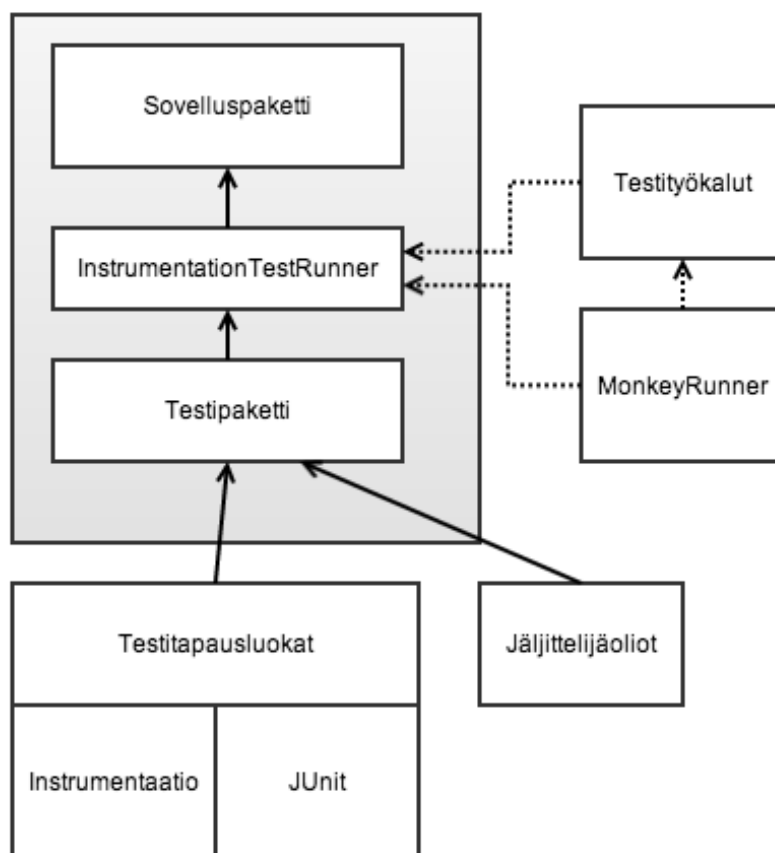 Sovelluspaketti
Testityökalut
InstrumentationTestRunner
MonkeyRunner
Testipaketti
Testitapausluokat
Jäljittelijäoliot
Instrumentaatio
JUnit